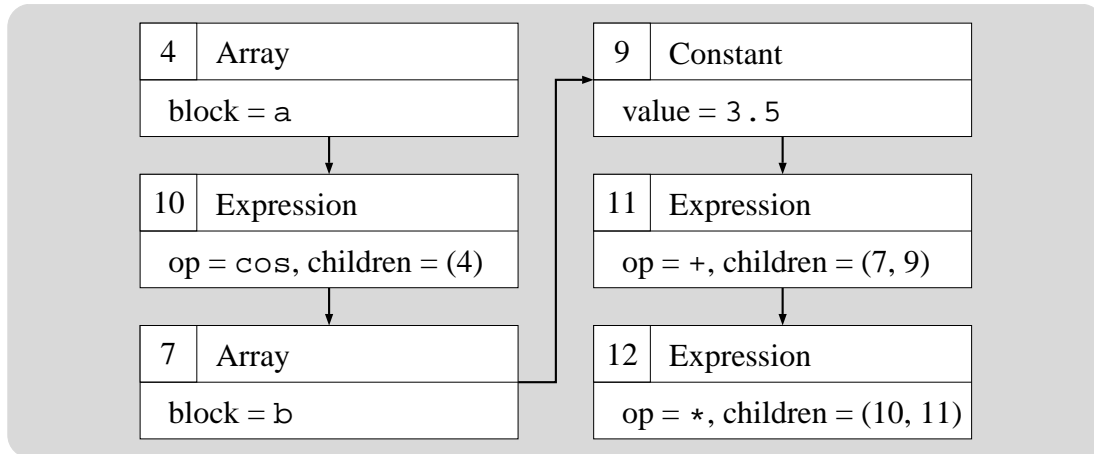 4 Array
block = a
10 Expression
op = cos, children = (4)
7 Array
block = b
9 Constant
value = 3.5
11 Expression
op = +, children = (7, 9)
12 Expression
op = *, children = (10, 11)